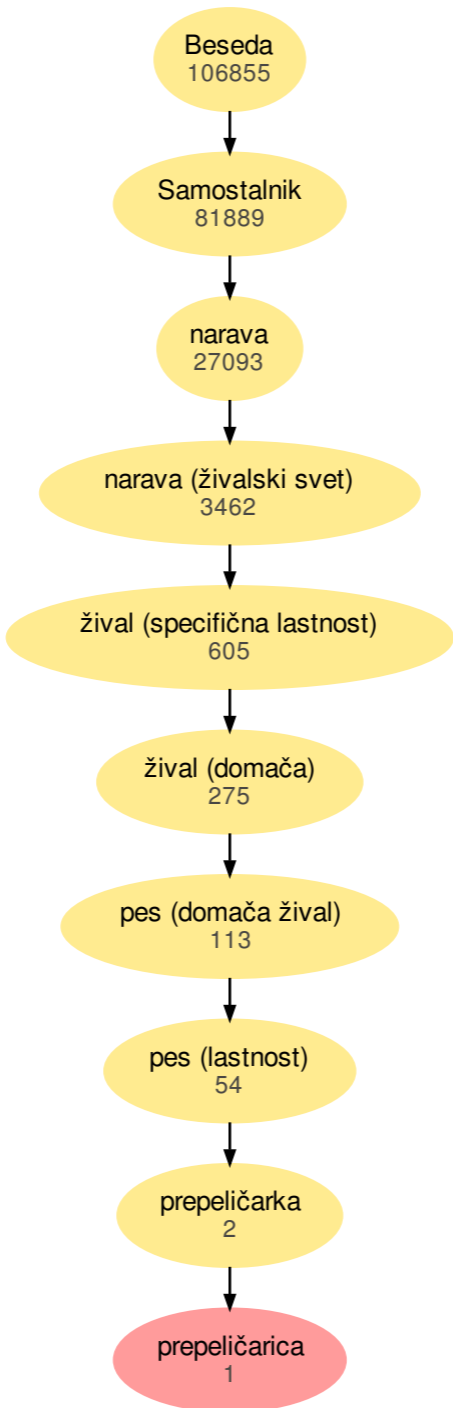 Beseda
106855
Samostalnik
81889
narava
27093
narava (živalski svet)
3462
žival (specifična lastnost)
605
žival (domača)
275
pes (domača žival)
113
pes (lastnost)
54
prepeličarka
2
prepeličarica
1